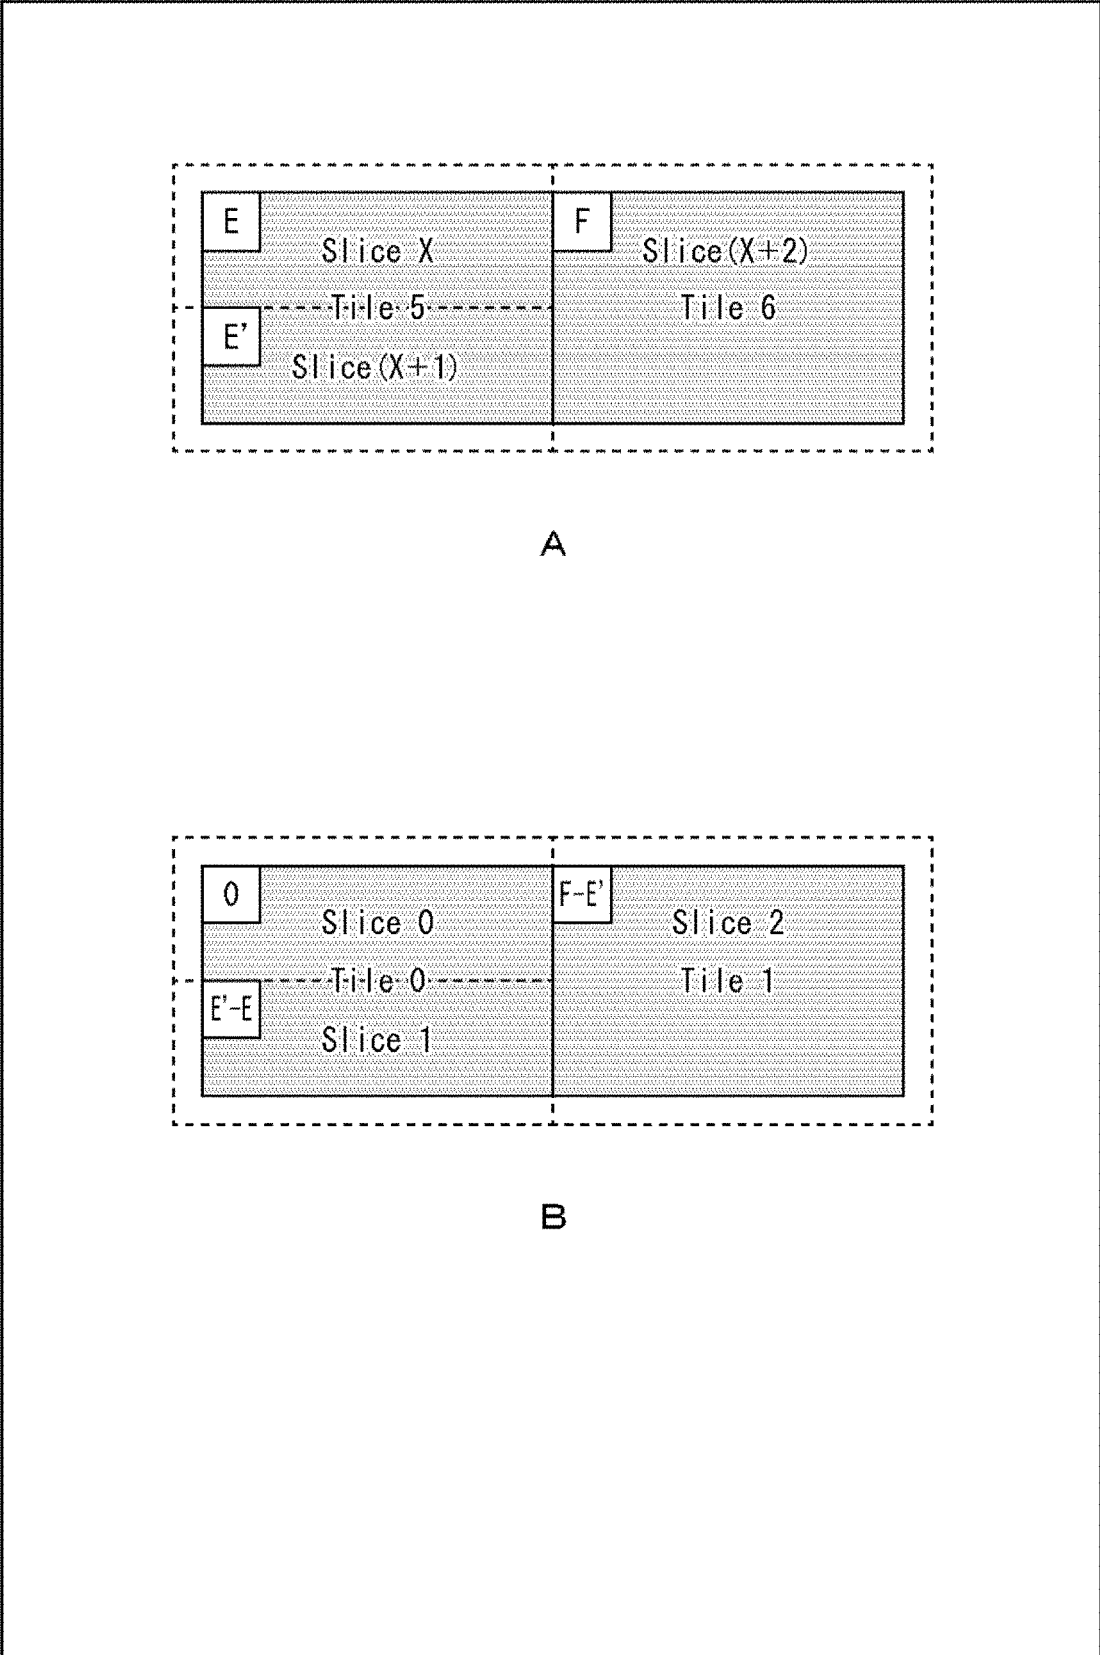 E
F
Slice X
Slice(X+2)
Tile 5
Tile 6
E'
Slice(X+1)
A
0
F-E'
Slice 0
Slice 2
Tile 0
Tile 1
E'-E
Slice 1
B